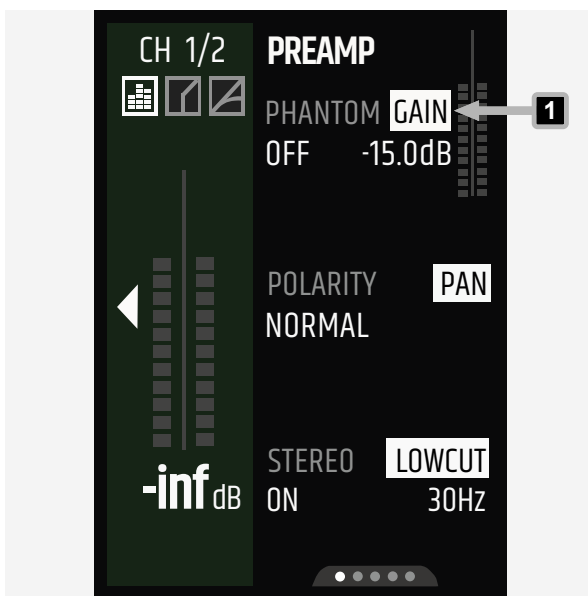 CH 1/2
PREAMP
PHANTOM GAIN
1
OFF -15.0dB
POLARITY PAN
NORMAL
STEREO LOWCUT
-inf dB
ON 30Hz